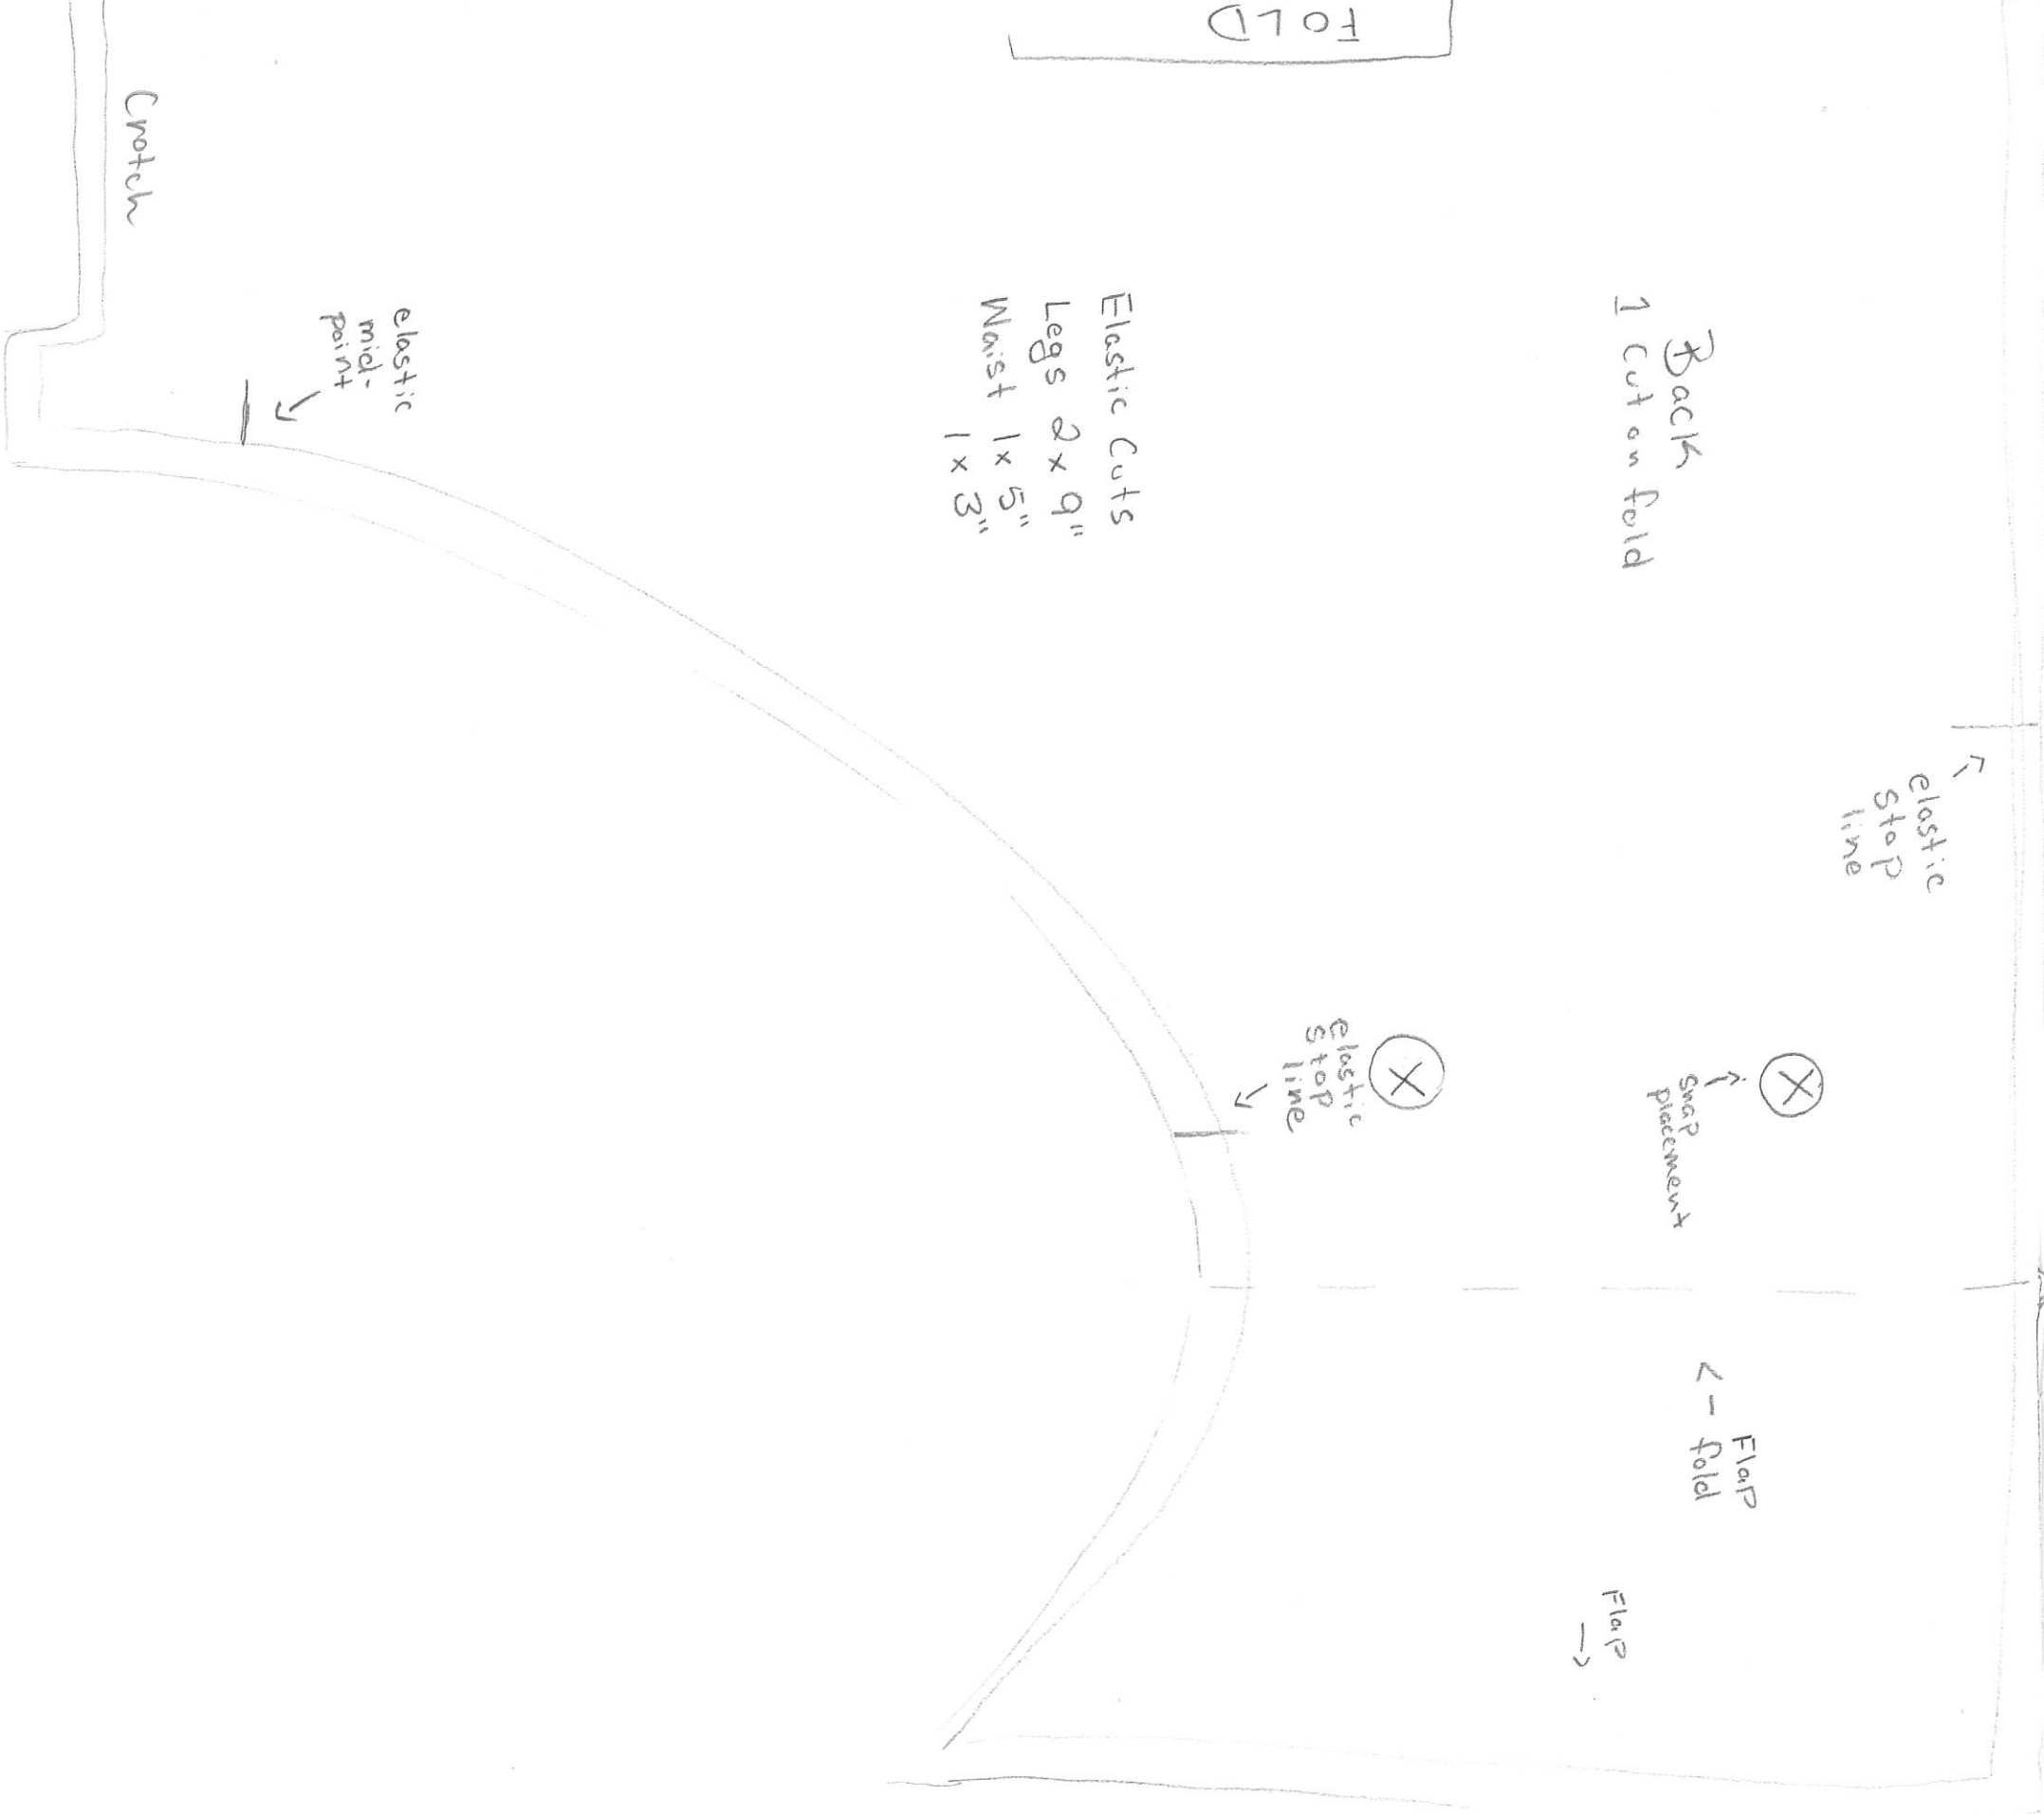 FOLD
Back
1 cut on fold
Elastic Cuts
Legs 2 x 9"
Waist 1 x 5"
1 x 3"
Crotch
elastic
mid-
point
elastic
stop
line
elastic
stop
line
snap
placement
Flap
<- fold
Flap